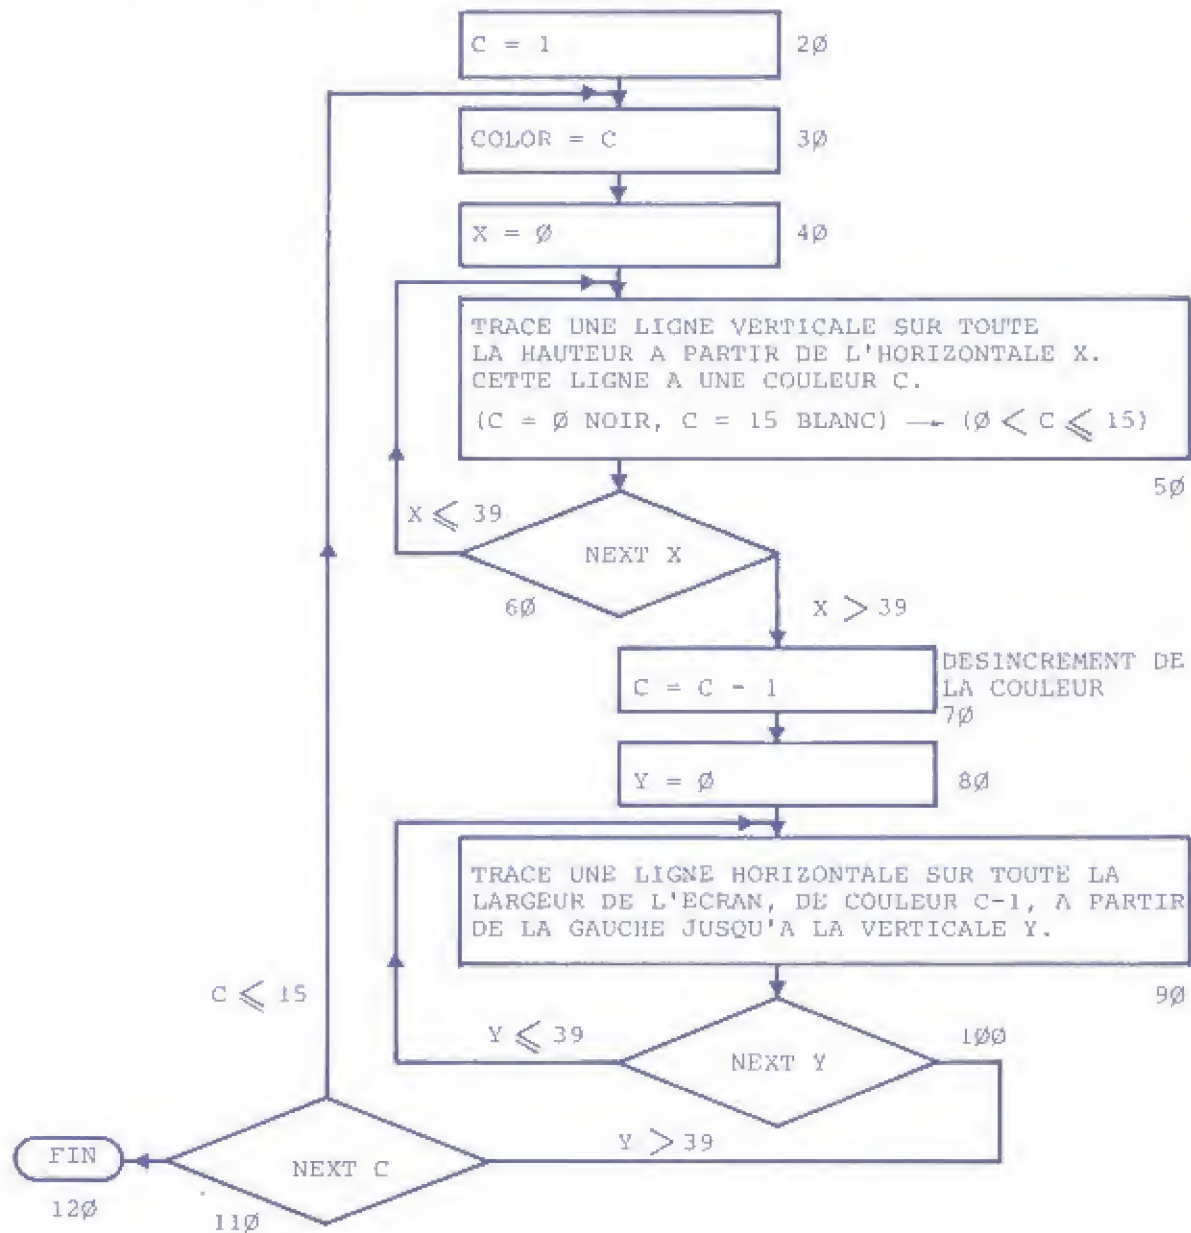 C = 1
2Ø
COLOR = C
3Ø
X = Ø
4Ø
TRACE UNE LIGNE VERTICALE SUR TOUTE
LA HAUTEUR A PARTIR DE L'HORIZONTALE X.
CETTE LIGNE A UNE COULEUR C.
(C = Ø NOIR, C = 15 BLANC) → (Ø < C ⩽ 15)
5Ø
X ⩽ 39
NEXT X
6Ø
X > 39
C = C - 1
DESINCREMENT DE
LA COULEUR
7Ø
Y = Ø
8Ø
TRACE UNE LIGNE HORIZONTALE SUR TOUTE LA
LARGEUR DE L'ECRAN, DE COULEUR C-1, A PARTIR
DE LA GAUCHE JUSQU'A LA VERTICALE Y.
9Ø
C ⩽ 15
Y ⩽ 39
NEXT Y
1ØØ
Y > 39
FIN
NEXT C
12Ø
11Ø